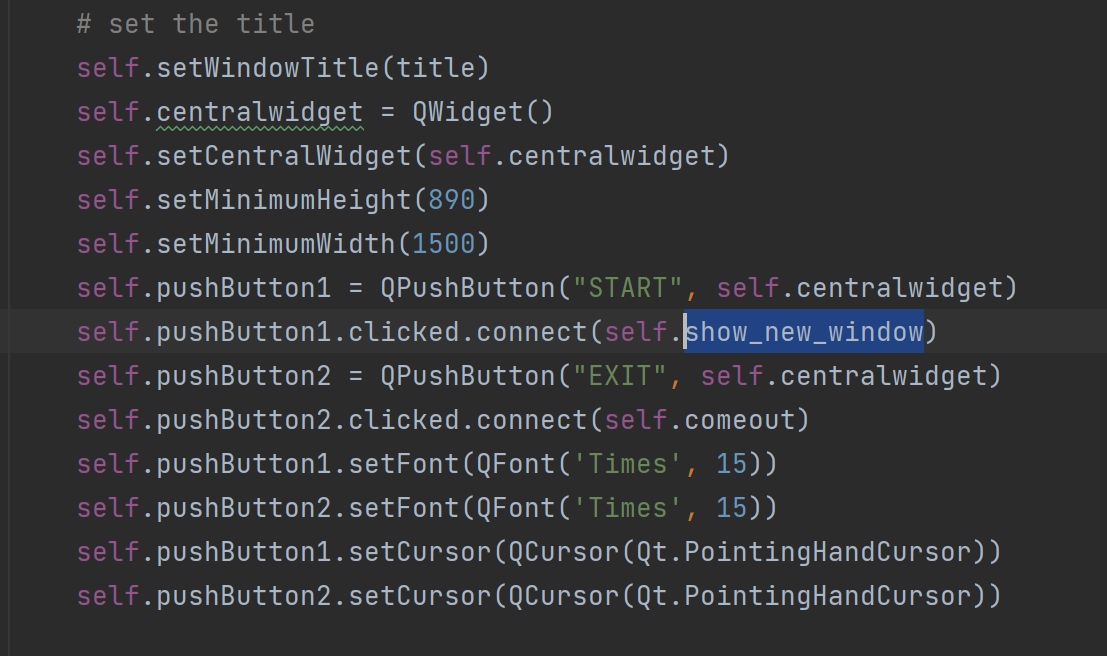 # set the title
self.setWindowTitle(title)
self.centralwidget = QWidget()
self.setCentralWidget(self.centralwidget)
self.setMinimumHeight(890)
self.setMinimumWidth(1500)
self.pushButton1 = QPushButton("START", self.centralwidget)
self.pushButton1.clicked.connect(self.show_new_window)
self.pushButton2 = QPushButton("EXIT", self.centralwidget)
self.pushButton2.clicked.connect(self.comeout)
self.pushButton1.setFont(QFont('Times', 15))
self.pushButton2.setFont(QFont('Times', 15))
self.pushButton1.setCursor(QCursor(Qt.PointingHandCursor))
self.pushButton2.setCursor(QCursor(Qt.PointingHandCursor))